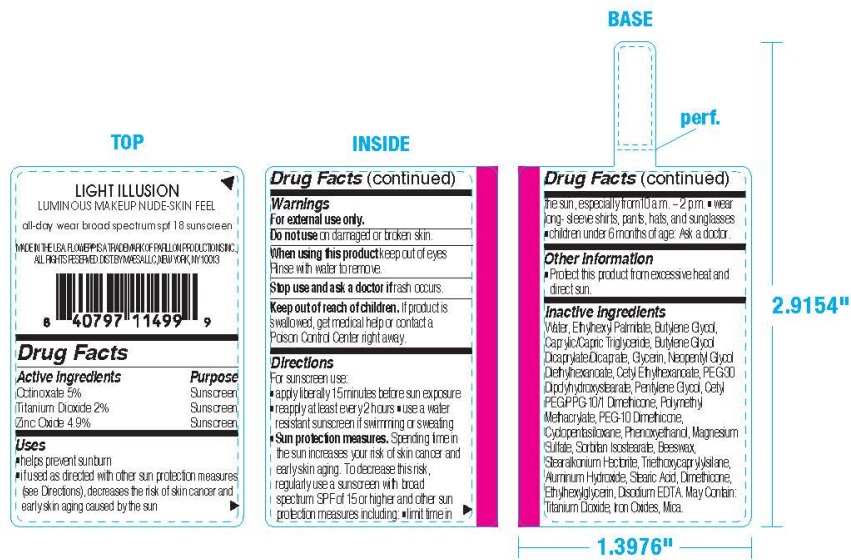 BASE
perf.
TOP
INSIDE
LIGHT ILLUSION
LUMINOUS MAKEUP NUDE-SKIN FEEL
all-day wear broad spectrum spf 18 sunscreen
MADE IN THE USA. FLOWER® IS A TRADEMARK OF PAPILLON PRODUCTIONS INC.,
ALL RIGHTS RESERVED. DIST. BY MAESA LLC, NEW YORK, NY 10013
8 40797 11499 9
Drug Facts
Active ingredients Purpose
Octinoxate 5% Sunscreen
Titanium Dioxide 2% Sunscreen
Zinc Oxide 4.9% Sunscreen
Uses
▪ helps prevent sunburn
▪ if used as directed with other sun protection measures
(see Directions), decreases the risk of skin cancer and
early skin aging caused by the sun
Drug Facts (continued)
Warnings
For external use only.
Do not use on damaged or broken skin.
When using this product keep out of eyes
Rinse with water to remove.
Stop use and ask a doctor if rash occurs.
Keep out of reach of children. If product is
swallowed, get medical help or contact a
Poison Control Center right away.
Directions
For sunscreen use:
▪ apply liberally 15 minutes before sun exposure
▪ reapply at least every 2 hours ▪ use a water
resistant sunscreen if swimming or sweating
▪ Sun protection measures. Spending time in
the sun increases your risk of skin cancer and
early skin aging. To decrease this risk,
regularly use a sunscreen with broad
spectrum SPF of 15 or higher and other sun
protection measures including: ▪ limit time in
Drug Facts (continued)
the sun, especially from 10 a.m. – 2 p.m. ▪ wear
long- sleeve shirts, pants, hats, and sunglasses
▪ children under 6 months of age: Ask a doctor.
Other information
▪ Protect this product from excessive heat and
direct sun.
Inactive ingredients
Water, Ethylhexyl Palmitate, Butylene Glycol,
Caprylic/Capric Triglyceride, Butylene Glycol
Dicaprylate/Dicaprate, Glycerin, Neopentyl Glycol
Diethylhexanoate, Cetyl Ethylhexanoate, PEG-30
Dipolyhydroxystearate, Pentylene Glycol, Cetyl
PEG/PPG-10/1 Dimethicone, Polymethyl
Methacrylate, PEG-10 Dimethicone,
Cyclopentasiloxane, Phenoxyethanol, Magnesium
Sulfate, Sorbitan Isostearate, Beeswax,
Stearalkonium Hectorite, Triethoxycaprylylsilane,
Aluminum Hydroxide, Stearic Acid, Dimethicone,
Ethylhexylglycerin, Disodium EDTA. May Contain:
Titanium Dioxide, Iron Oxides, Mica.
2.9154"
1.3976"